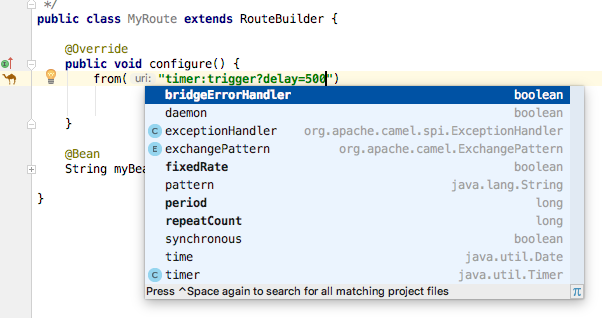 */
public class MyRoute extends RouteBuilder {
@Override
public void configure() {
from( uri: "timer:trigger?delay=500")
bridgeErrorHandler boolean
daemon boolean
exceptionHandler org.apache.camel.spi.ExceptionHandler
exchangePattern org.apache.camel.ExchangePattern
fixedRate boolean
pattern java.lang.String
period long
repeatCount long
synchronous boolean
time java.util.Date
timer java.util.Timer
Press ^Space again to search for all matching project files π
}
@Bean
String myBea
}